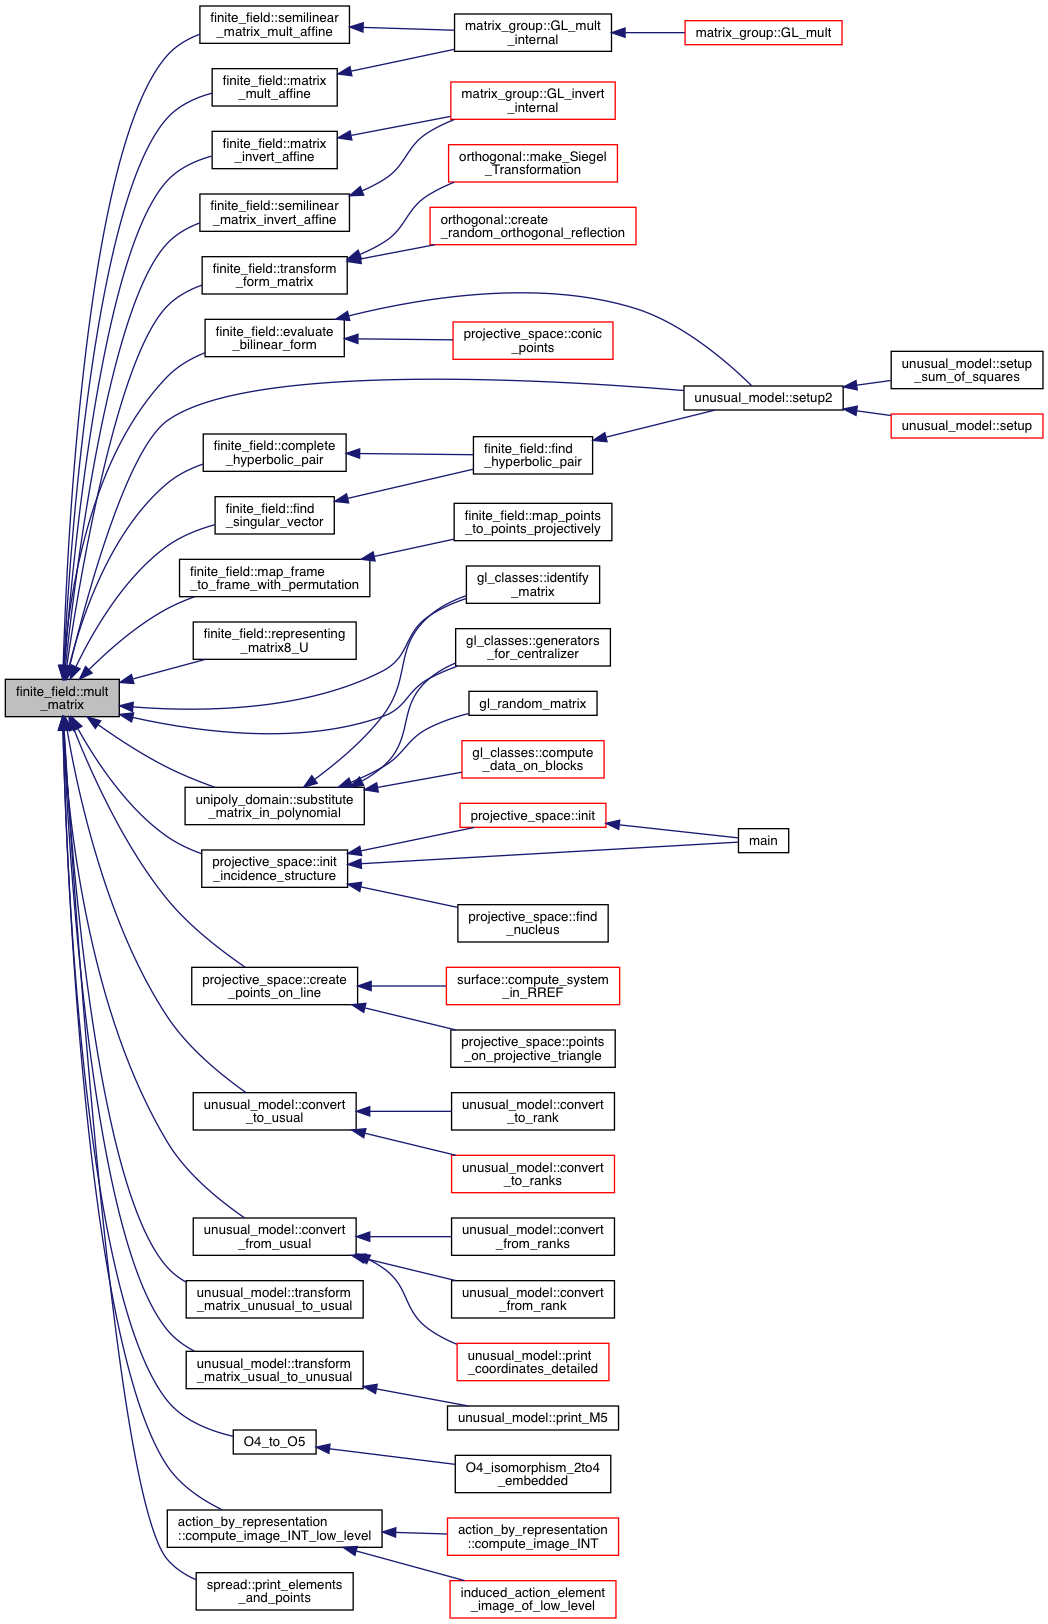 finite_field::semilinear
_matrix_mult_affine
matrix_group::GL_mult
_internal
matrix_group::GL_mult
finite_field::matrix
_mult_affine
matrix_group::GL_invert
_internal
finite_field::matrix
_invert_affine
orthogonal::make_Siegel
_Transformation
finite_field::semilinear
_matrix_invert_affine
orthogonal::create
_random_orthogonal_reflection
finite_field::transform
_form_matrix
finite_field::evaluate
_bilinear_form
projective_space::conic
_points
unusual_model::setup2
unusual_model::setup
_sum_of_squares
unusual_model::setup
finite_field::complete
_hyperbolic_pair
finite_field::find
_hyperbolic_pair
finite_field::find
_singular_vector
finite_field::map_points
_to_points_projectively
finite_field::map_frame
_to_frame_with_permutation
gl_classes::identify
_matrix
finite_field::representing
_matrix8_U
gl_classes::generators
_for_centralizer
finite_field::mult
_matrix
gl_random_matrix
gl_classes::compute
_data_on_blocks
unipoly_domain::substitute
_matrix_in_polynomial
projective_space::init
main
projective_space::init
_incidence_structure
projective_space::find
_nucleus
projective_space::create
_points_on_line
surface::compute_system
_in_RREF
projective_space::points
_on_projective_triangle
unusual_model::convert
_to_usual
unusual_model::convert
_to_rank
unusual_model::convert
_to_ranks
unusual_model::convert
_from_usual
unusual_model::convert
_from_ranks
unusual_model::transform
_matrix_unusual_to_usual
unusual_model::convert
_from_rank
unusual_model::print
_coordinates_detailed
unusual_model::transform
_matrix_usual_to_unusual
unusual_model::print_M5
O4_to_O5
O4_isomorphism_2to4
_embedded
action_by_representation
::compute_image_INT_low_level
action_by_representation
::compute_image_INT
spread::print_elements
_and_points
induced_action_element
_image_of_low_level